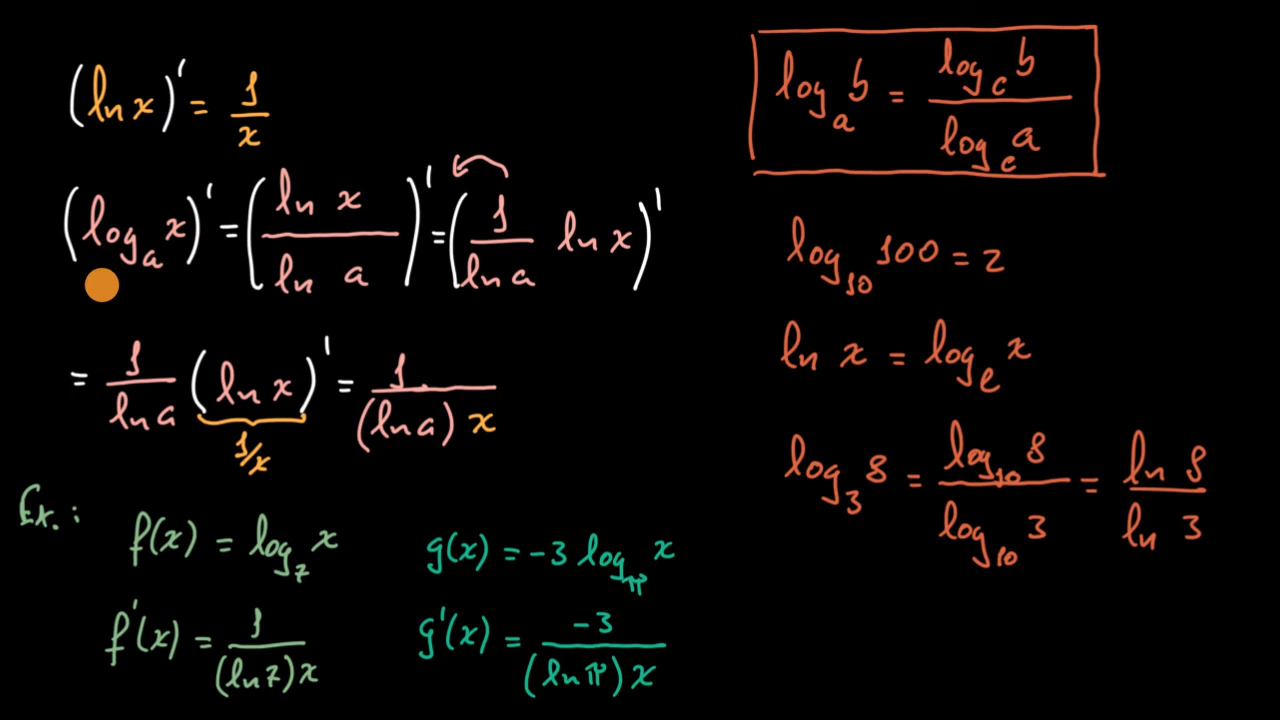 (ln x)' = 1/x
(log_a x)' = (ln x / ln a)' = (1/ln a ln x)'
= 1/ln a (ln x)' = 1/((ln a) x)
1/x
Ex.:
f(x) = log_7 x
f'(x) = 1/((ln 7) x)
g(x) = -3 log_π x
g'(x) = -3/((ln π) x)
log_a b = log_c b / log_c a
log_10 100 = 2
ln x = log_e x
log_3 8 = log_10 8 / log_10 3 = ln 8 / ln 3